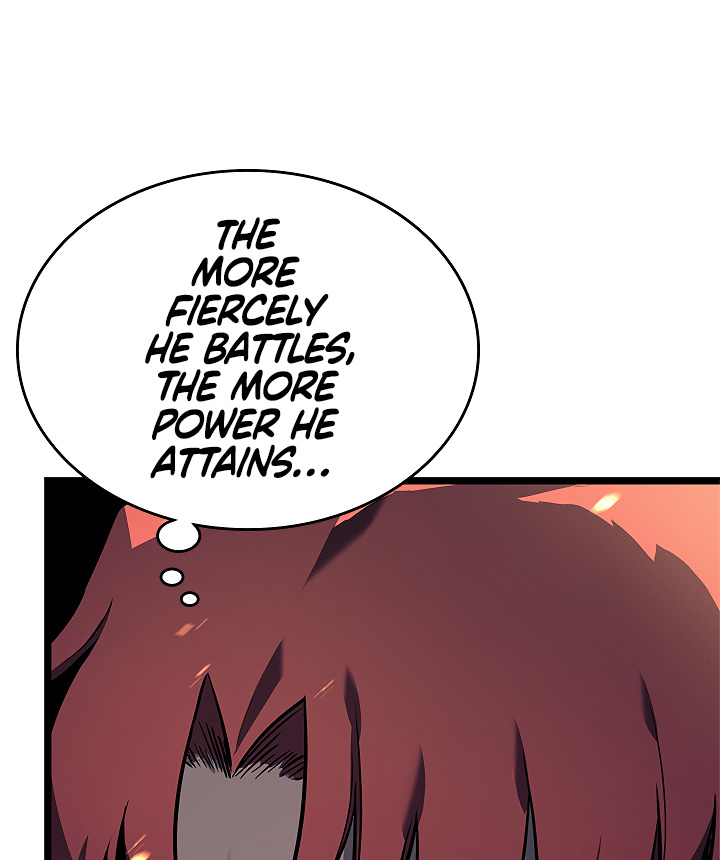 THE
MORE
FIERCELY
HE BATTLES,
THE MORE
POWER HE
ATTAINS...